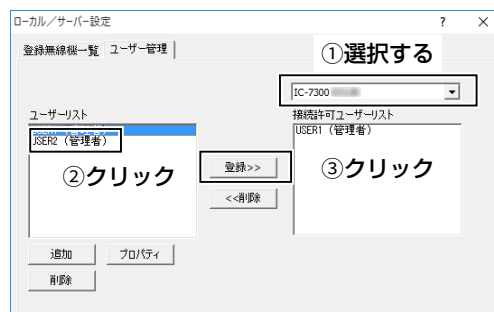 ローカル／サーバー設定
?
×
登録無線機一覧
ユーザー管理
①選択する
IC-7300
ユーザーリスト
接続許可ユーザーリスト
JSER2（管理者）
USER1（管理者）
②クリック
登録>>
③クリック
<<削除
追加
プロパティ
削除